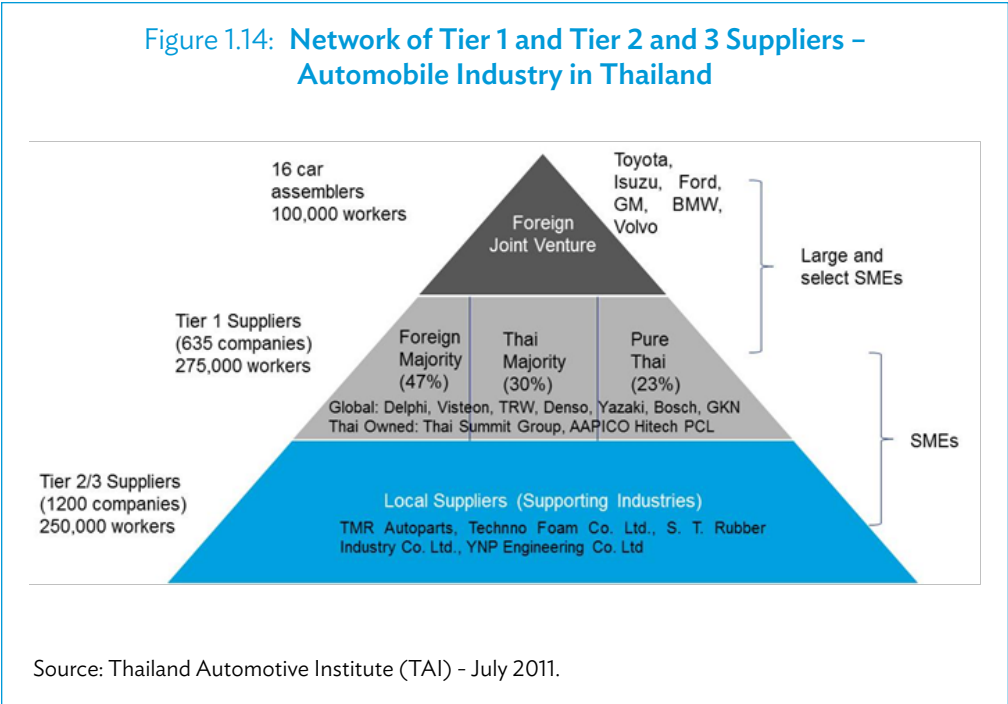 Figure 1.14: Network of Tier 1 and Tier 2 and 3 Suppliers –
Automobile Industry in Thailand
16 car
assemblers
100,000 workers
Foreign
Joint Venture
Toyota,
Isuzu, Ford,
GM, BMW,
Volvo
Large and
select SMEs
Tier 1 Suppliers
(635 companies)
275,000 workers
Foreign
Majority
(47%)
Thai
Majority
(30%)
Pure
Thai
(23%)
Global: Delphi, Visteon, TRW, Denso, Yazaki, Bosch, GKN
Thai Owned: Thai Summit Group, AAPICO Hitech PCL
SMEs
Tier 2/3 Suppliers
(1200 companies)
250,000 workers
Local Suppliers (Supporting Industries)
TMR Autoparts, Technno Foam Co. Ltd., S. T. Rubber
Industry Co. Ltd., YNP Engineering Co. Ltd
Source: Thailand Automotive Institute (TAI) - July 2011.